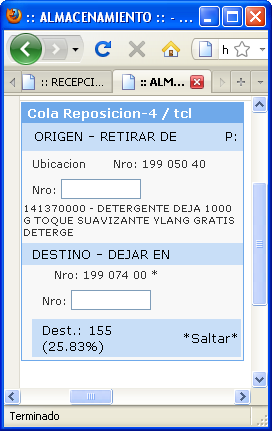 :: ALMACENAMIENTO :: - ...
h
:: RECEPCI...
:: ALM...
Cola Reposicion-4 / tcl
ORIGEN - RETIRAR DE P:
Ubicacion Nro: 199 050 40
Nro:
141370000 - DETERGENTE DEJA 1000
G TOQUE SUAVIZANTE YLANG GRATIS
DETERGE
DESTINO - DEJAR EN
Nro: 199 074 00 *
Nro:
Dest.: 155
(25.83%) *Saltar*
Terminado